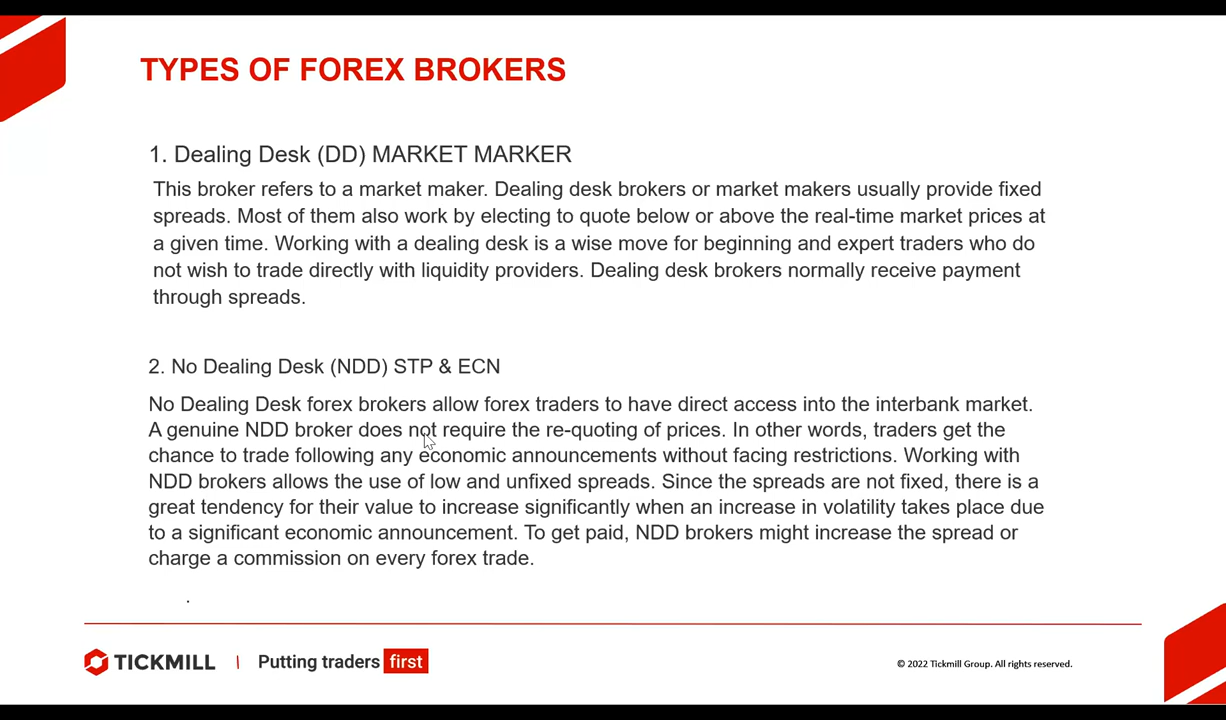 TYPES OF FOREX BROKERS
1. Dealing Desk (DD) MARKET MARKER
This broker refers to a market maker. Dealing desk brokers or market makers usually provide fixed
spreads. Most of them also work by electing to quote below or above the real-time market prices at
a given time. Working with a dealing desk is a wise move for beginning and expert traders who do
not wish to trade directly with liquidity providers. Dealing desk brokers normally receive payment
through spreads.
2. No Dealing Desk (NDD) STP & ECN
No Dealing Desk forex brokers allow forex traders to have direct access into the interbank market.
A genuine NDD broker does not require the re-quoting of prices. In other words, traders get the
chance to trade following any economic announcements without facing restrictions. Working with
NDD brokers allows the use of low and unfixed spreads. Since the spreads are not fixed, there is a
great tendency for their value to increase significantly when an increase in volatility takes place due
to a significant economic announcement. To get paid, NDD brokers might increase the spread or
charge a commission on every forex trade.
.
TICKMILL | Putting traders first
© 2022 Tickmill Group. All rights reserved.